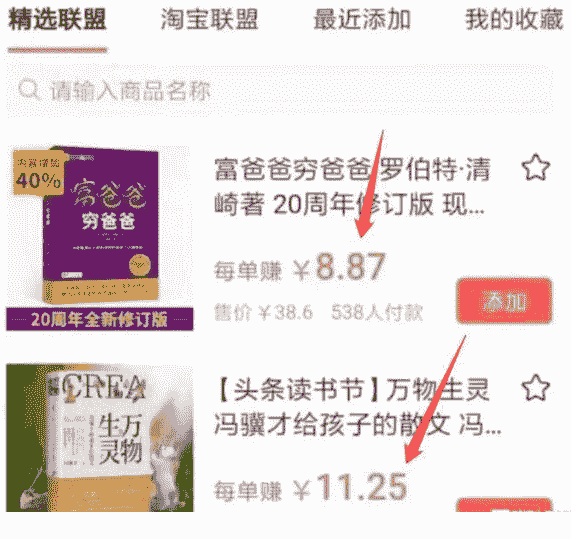 精选联盟 淘宝联盟 最近添加 我的收藏
请输入商品名称
内容增加
40%
富爸爸
穷爸爸
20周年全新修订版
富爸爸穷爸爸 罗伯特·清
崎著 20周年修订版 现...
每单赚 ¥8.87
售价¥38.6 538人付款
添加
CREA
万物
生灵
【头条读书节】万物生灵
冯骥才给孩子的散文 冯...
每单赚 ¥11.25